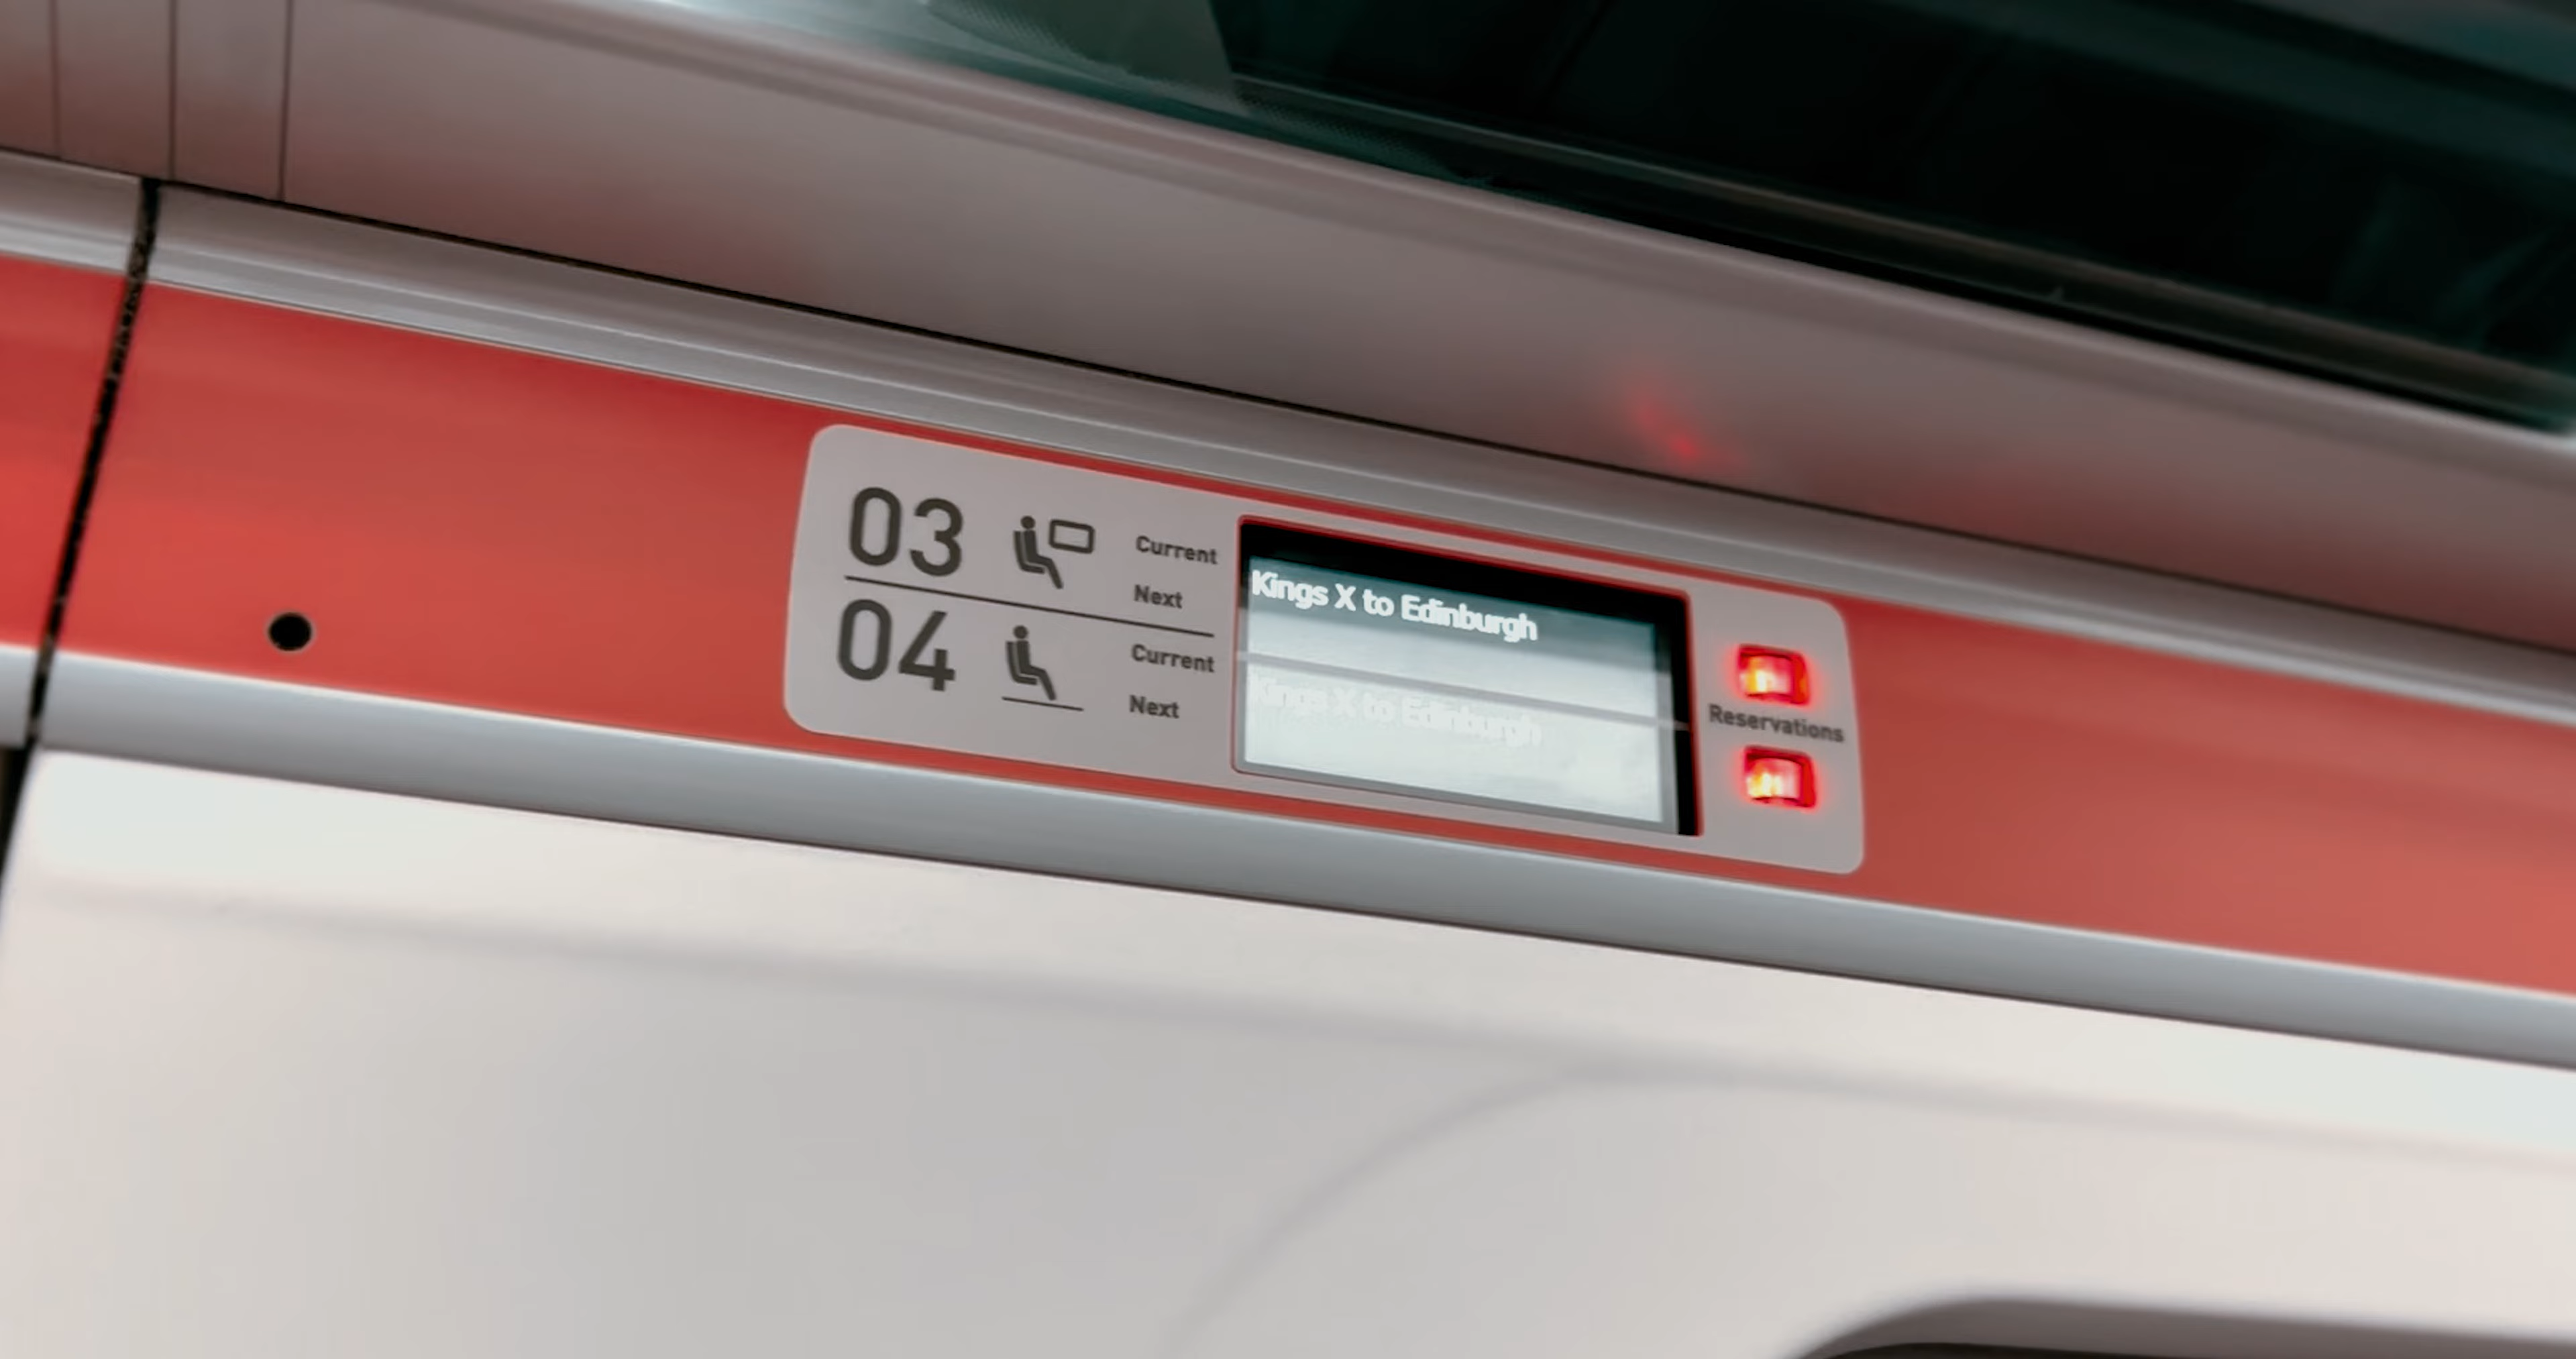 03 Current Kings X to Edinburgh
Next
04 Current Kings X to Edinburgh
Next
Reservations